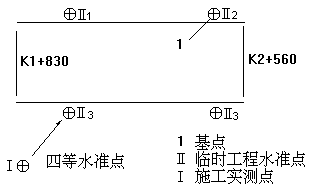 Ⅱ1 Ⅱ2
1
K1+830 K2+560
Ⅱ3 Ⅱ3
Ⅰ 四等水准点
1 基点
Ⅱ 临时工程水准点
Ⅰ 施工实测点